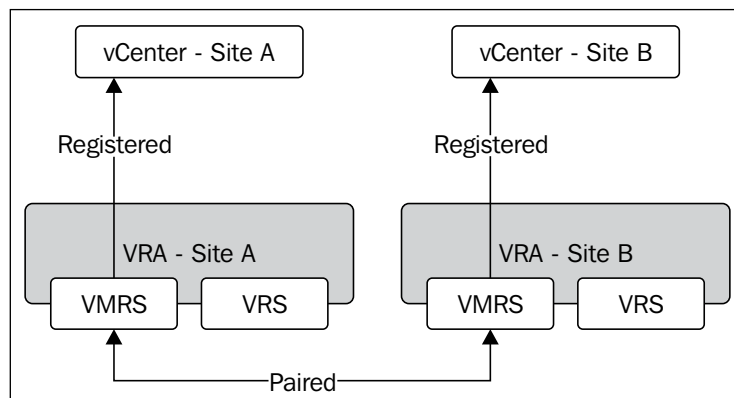 vCenter - Site A
vCenter - Site B
Registered
Registered
VRA - Site A
VRA - Site B
VMRS
VRS
VMRS
VRS
Paired